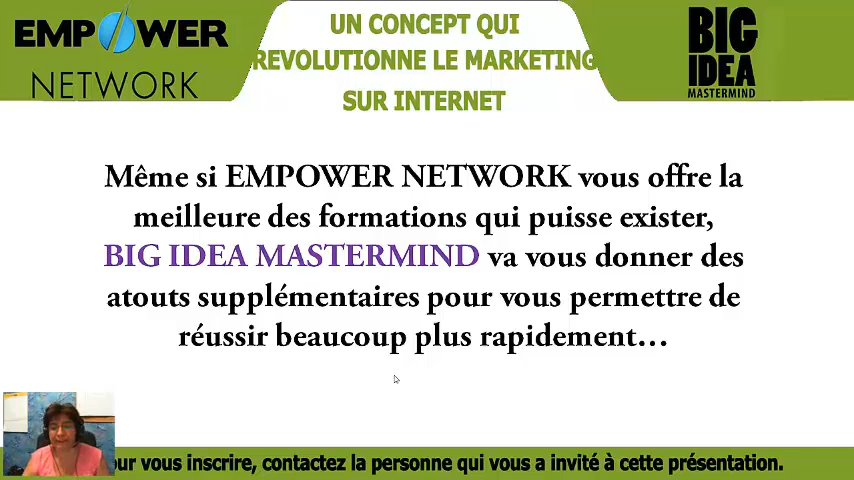 EMPOWER
NETWORK
UN CONCEPT QUI
REVOLUTIONNE LE MARKETING
SUR INTERNET
BIG
IDEA
MASTERMIND
Même si EMPOWER NETWORK vous offre la
meilleure des formations qui puisse exister,
BIG IDEA MASTERMIND va vous donner des
atouts supplémentaires pour vous permettre de
réussir beaucoup plus rapidement…
our vous inscrire, contactez la personne qui vous a invité à cette présentation.